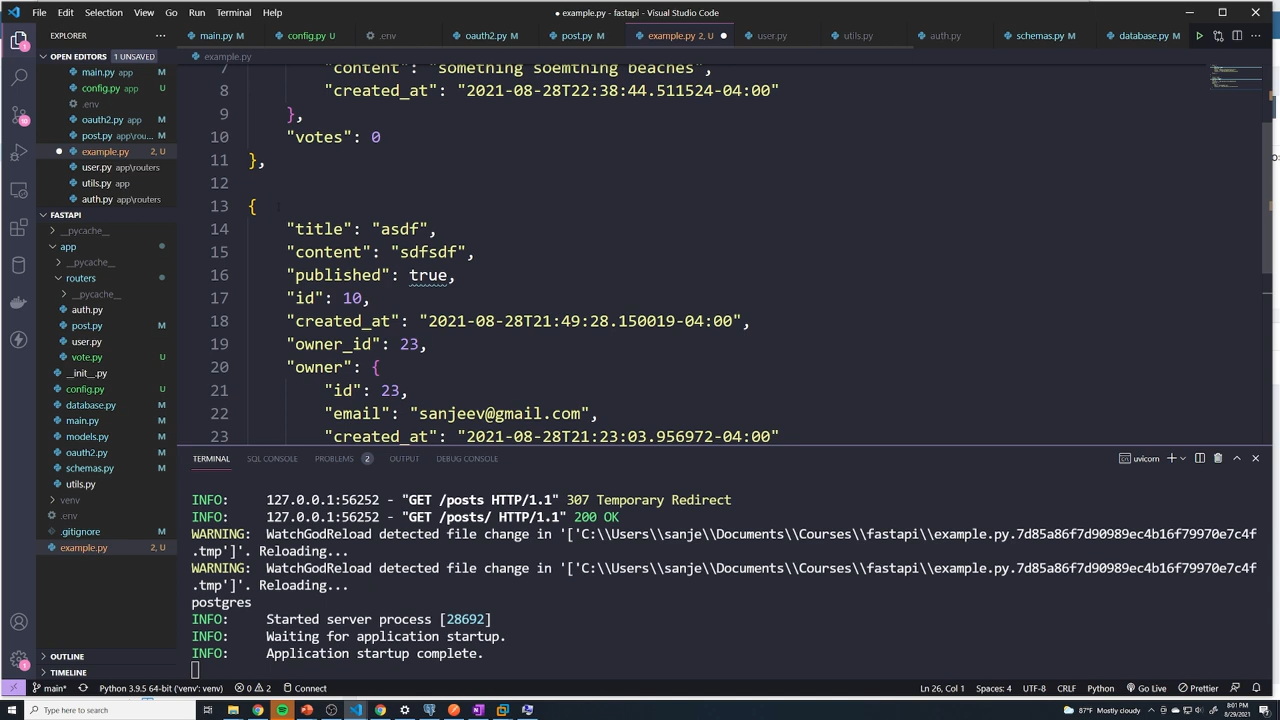 File Edit Selection View Go Run Terminal Help
● example.py - fastapi - Visual Studio Code
EXPLORER
main.py M
config.py U
.env
oauth2.py M
post.py M
example.py 2, U
user.py
utils.py
auth.py
schemas.py M
database.py M
OPEN EDITORS 1 UNSAVED
main.py app
config.py app
.env
oauth2.py app
post.py app\rou...
example.py 2, U
user.py app\routers
utils.py app
auth.py app\routers
FASTAPI
__pycache__
app
__pycache__
routers
__pycache__
auth.py
post.py M
user.py
vote.py U
__init__.py
config.py U
database.py M
main.py M
models.py M
oauth2.py M
schemas.py M
utils.py
venv
.env
.gitignore U
example.py 2, U
OUTLINE
TIMELINE
example.py
7 "content": "something soemthing beaches",
8 "created_at": "2021-08-28T22:38:44.511524-04:00"
9 },
10 "votes": 0
11 },
12
13 {
14 "title": "asdf",
15 "content": "sdfsdf",
16 "published": true,
17 "id": 10,
18 "created_at": "2021-08-28T21:49:28.150019-04:00",
19 "owner_id": 23,
20 "owner": {
21 "id": 23,
22 "email": "sanjeev@gmail.com",
23 "created_at": "2021-08-28T21:23:03.956972-04:00"
TERMINAL SQL CONSOLE PROBLEMS 2 OUTPUT DEBUG CONSOLE
uvicorn
INFO: 127.0.0.1:56252 - "GET /posts HTTP/1.1" 307 Temporary Redirect
INFO: 127.0.0.1:56252 - "GET /posts/ HTTP/1.1" 200 OK
WARNING: WatchGodReload detected file change in '['C:\\Users\\sanje\\Documents\\Courses\\fastapi\\example.py.7d85a86f7d90989ec4b16f79970e7c4f
.tmp']'. Reloading...
WARNING: WatchGodReload detected file change in '['C:\\Users\\sanje\\Documents\\Courses\\fastapi\\example.py.7d85a86f7d90989ec4b16f79970e7c4f
.tmp']'. Reloading...
postgres
INFO: Started server process [28692]
INFO: Waiting for application startup.
INFO: Application startup complete.
main* Python 3.9.5 64-bit ('venv': venv) 0 2 Connect
Ln 26, Col 1 Spaces: 4 UTF-8 CRLF Python Go Live Prettier
Type here to search
87°F Mostly cloudy
8:01 PM
8/29/2021